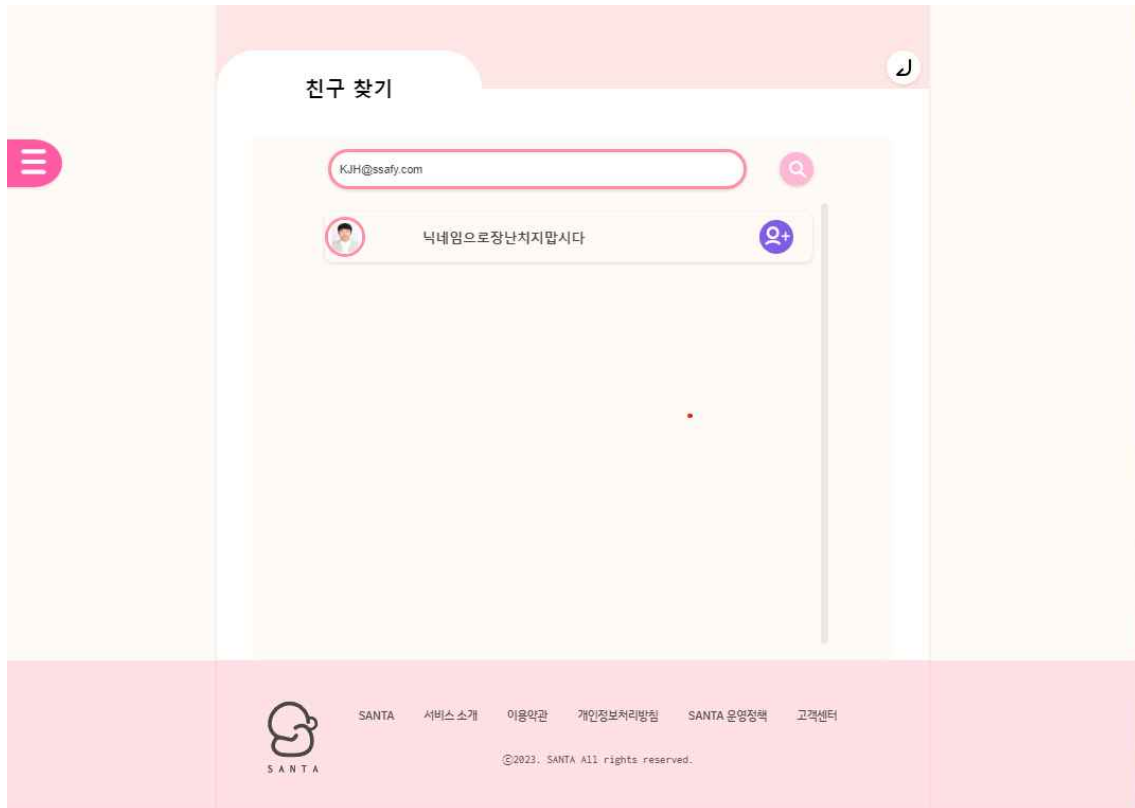 친구 찾기
KJH@ssafy.com
닉네임으로장난치지맙시다
SANTA 서비스 소개 이용약관 개인정보처리방침 SANTA 운영정책 고객센터
SANTA
ⓒ2023. SANTA All rights reserved.